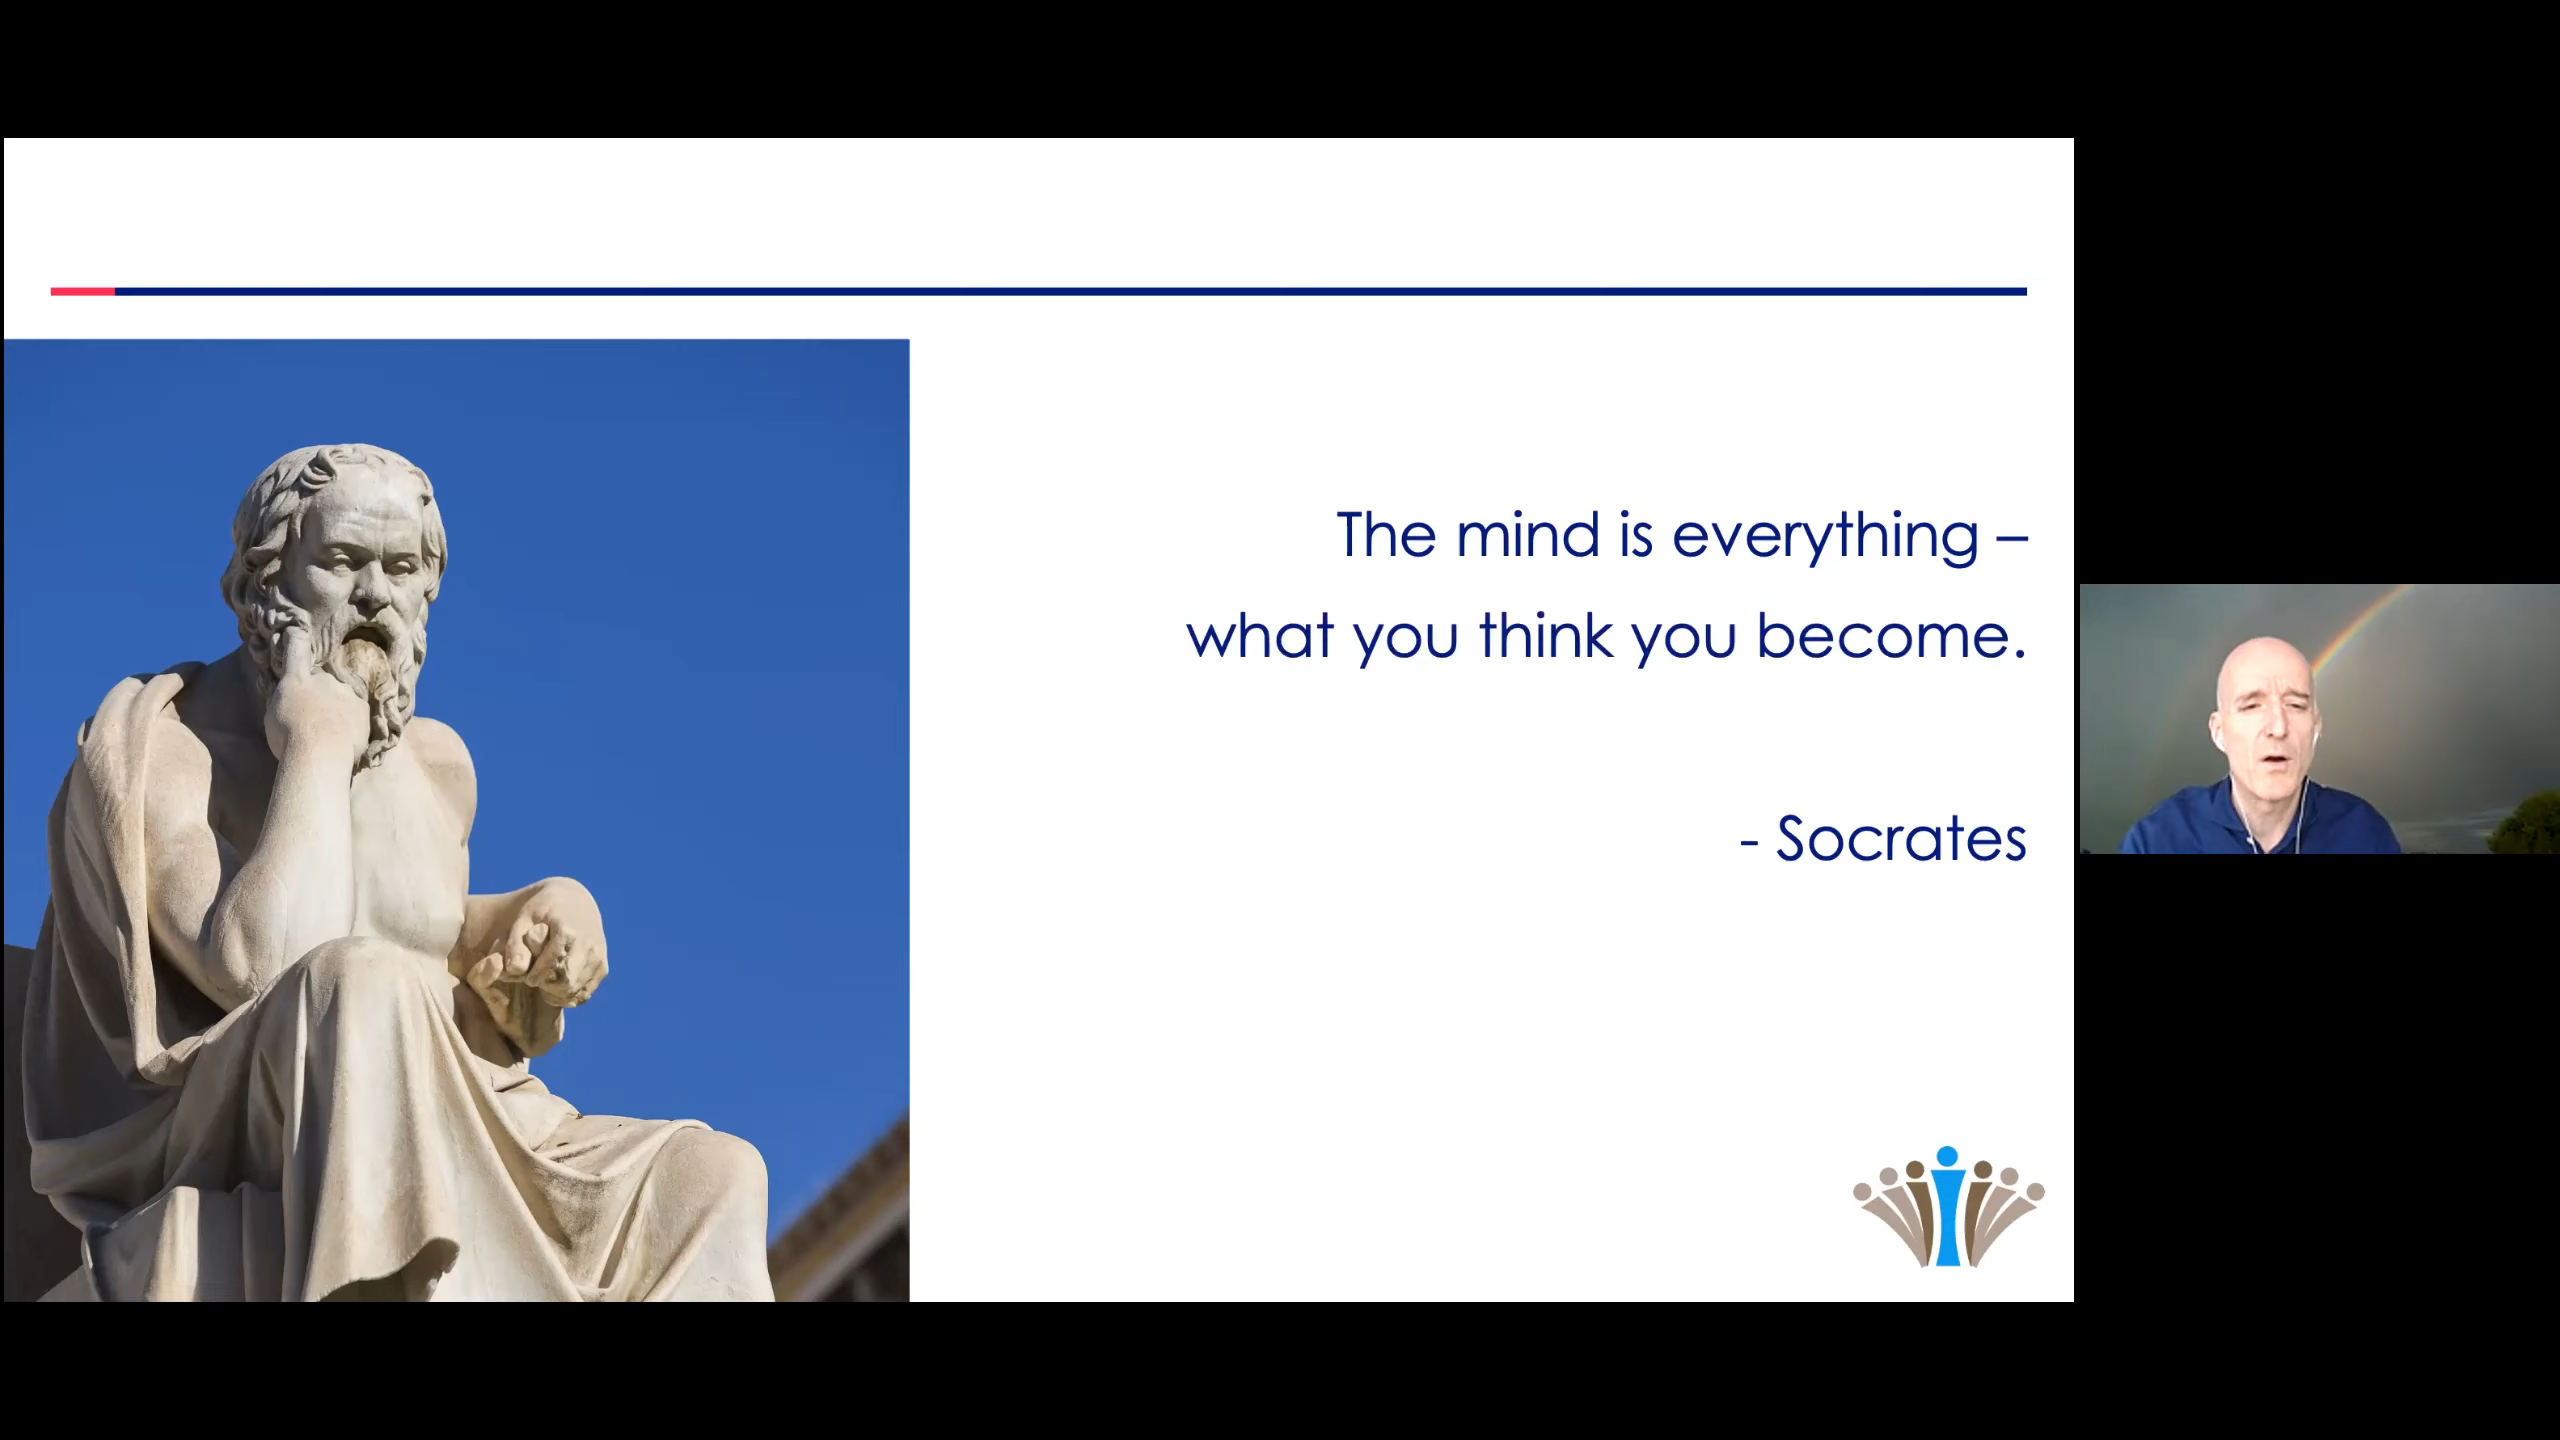 The mind is everything –
what you think you become.
- Socrates